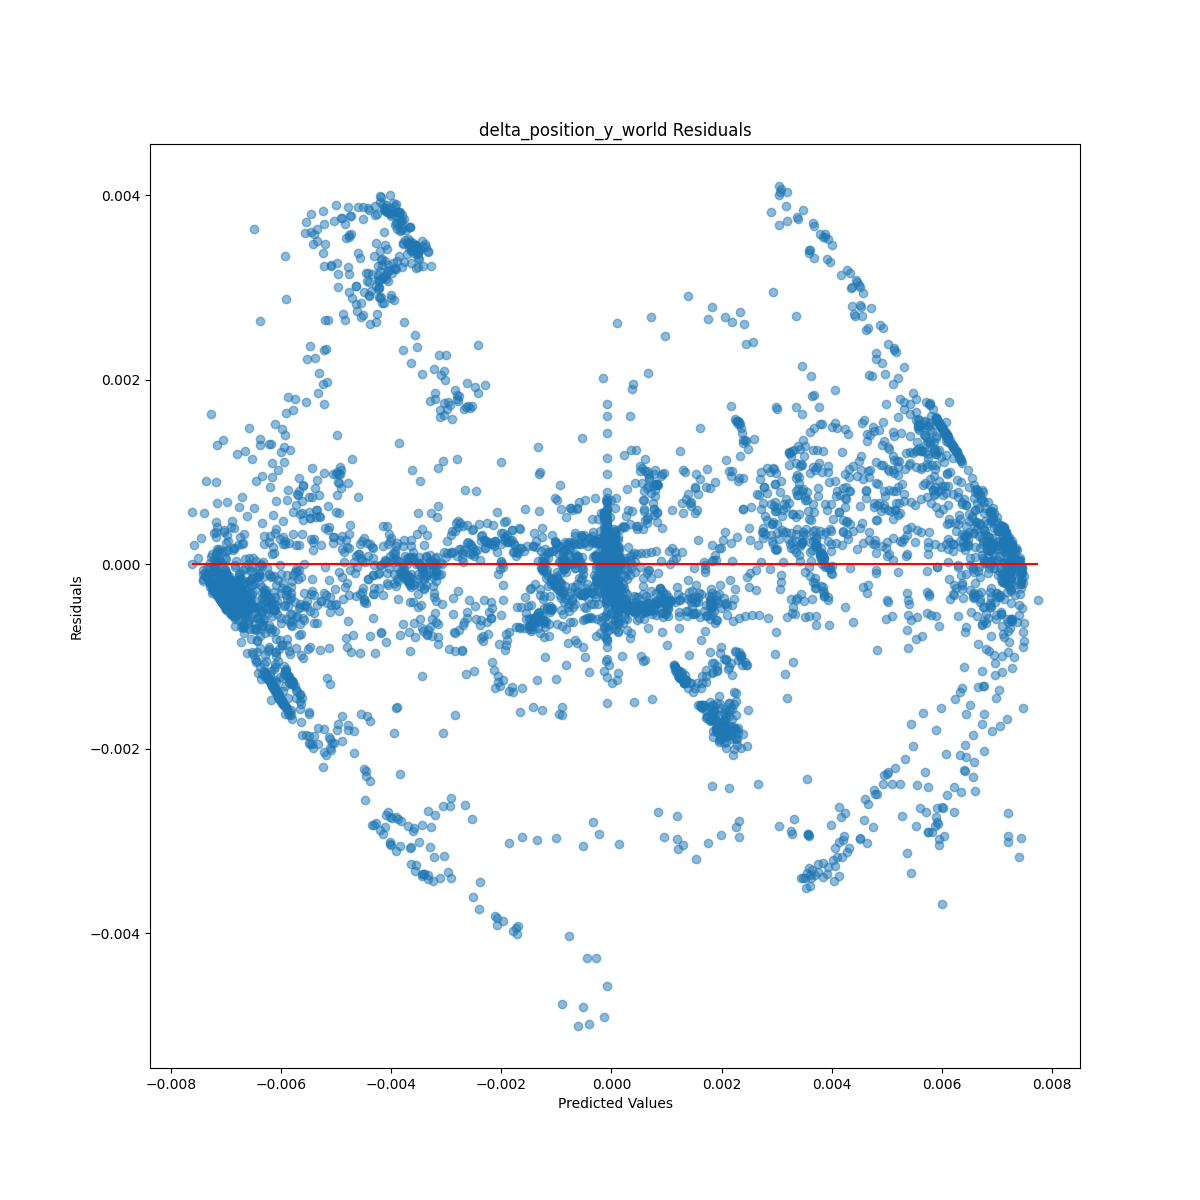 delta_position_y_world Residuals
0.004
0.002
0.000
−0.002
−0.004
Residuals
−0.008 −0.006 −0.004 −0.002 0.000 0.002 0.004 0.006 0.008
Predicted Values